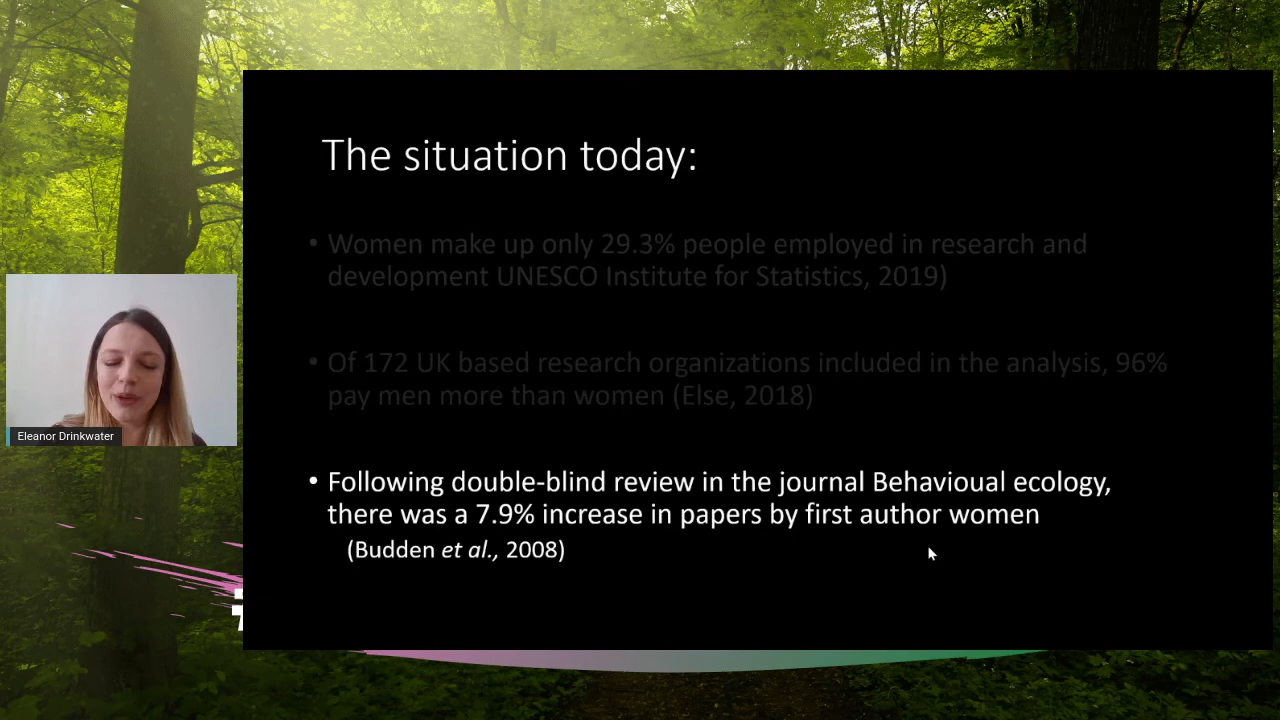 The situation today:
• Women make up only 29.3% people employed in research and
development UNESCO Institute for Statistics, 2019)
• Of 172 UK based research organizations included in the analysis, 96%
pay men more than women (Else, 2018)
Eleanor Drinkwater
• Following double-blind review in the journal Behavioual ecology,
there was a 7.9% increase in papers by first author women
(Budden et al., 2008)